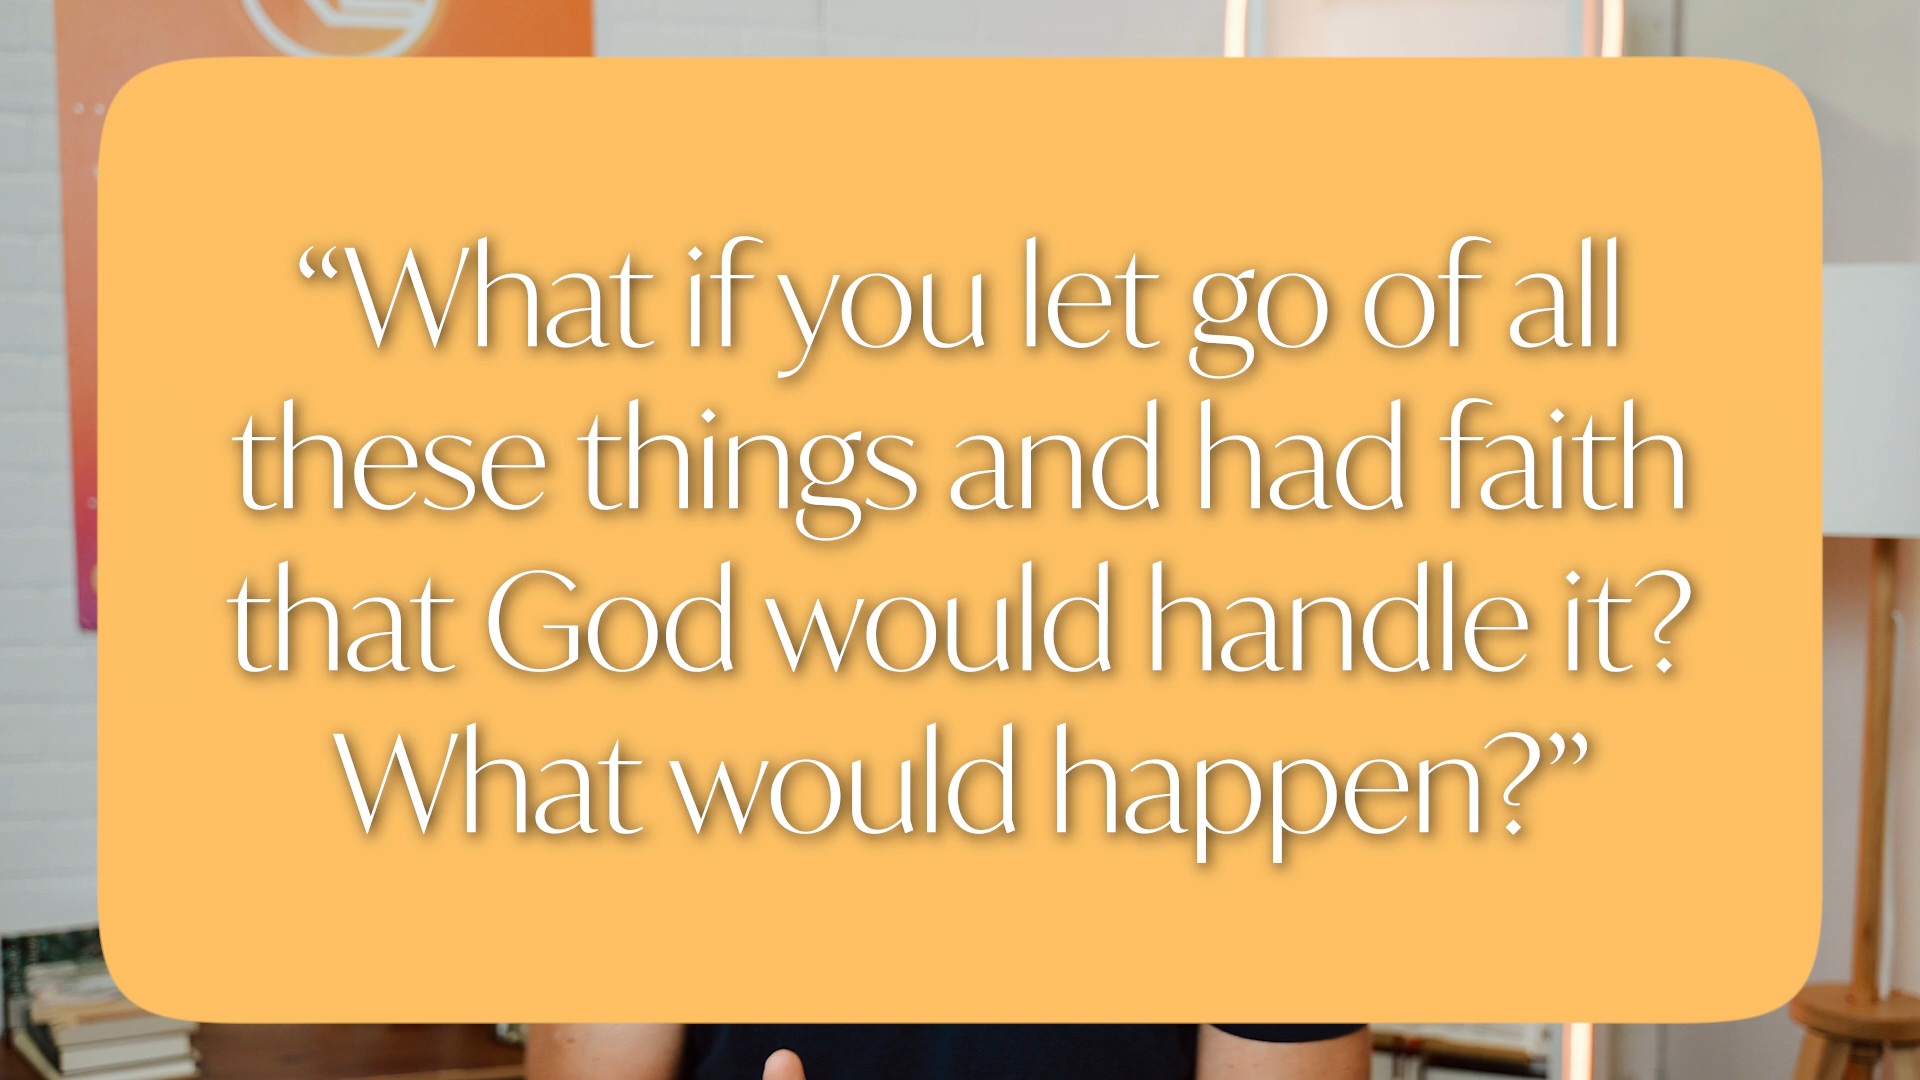 “What if you let go of all
these things and had faith
that God would handle it?
What would happen?”